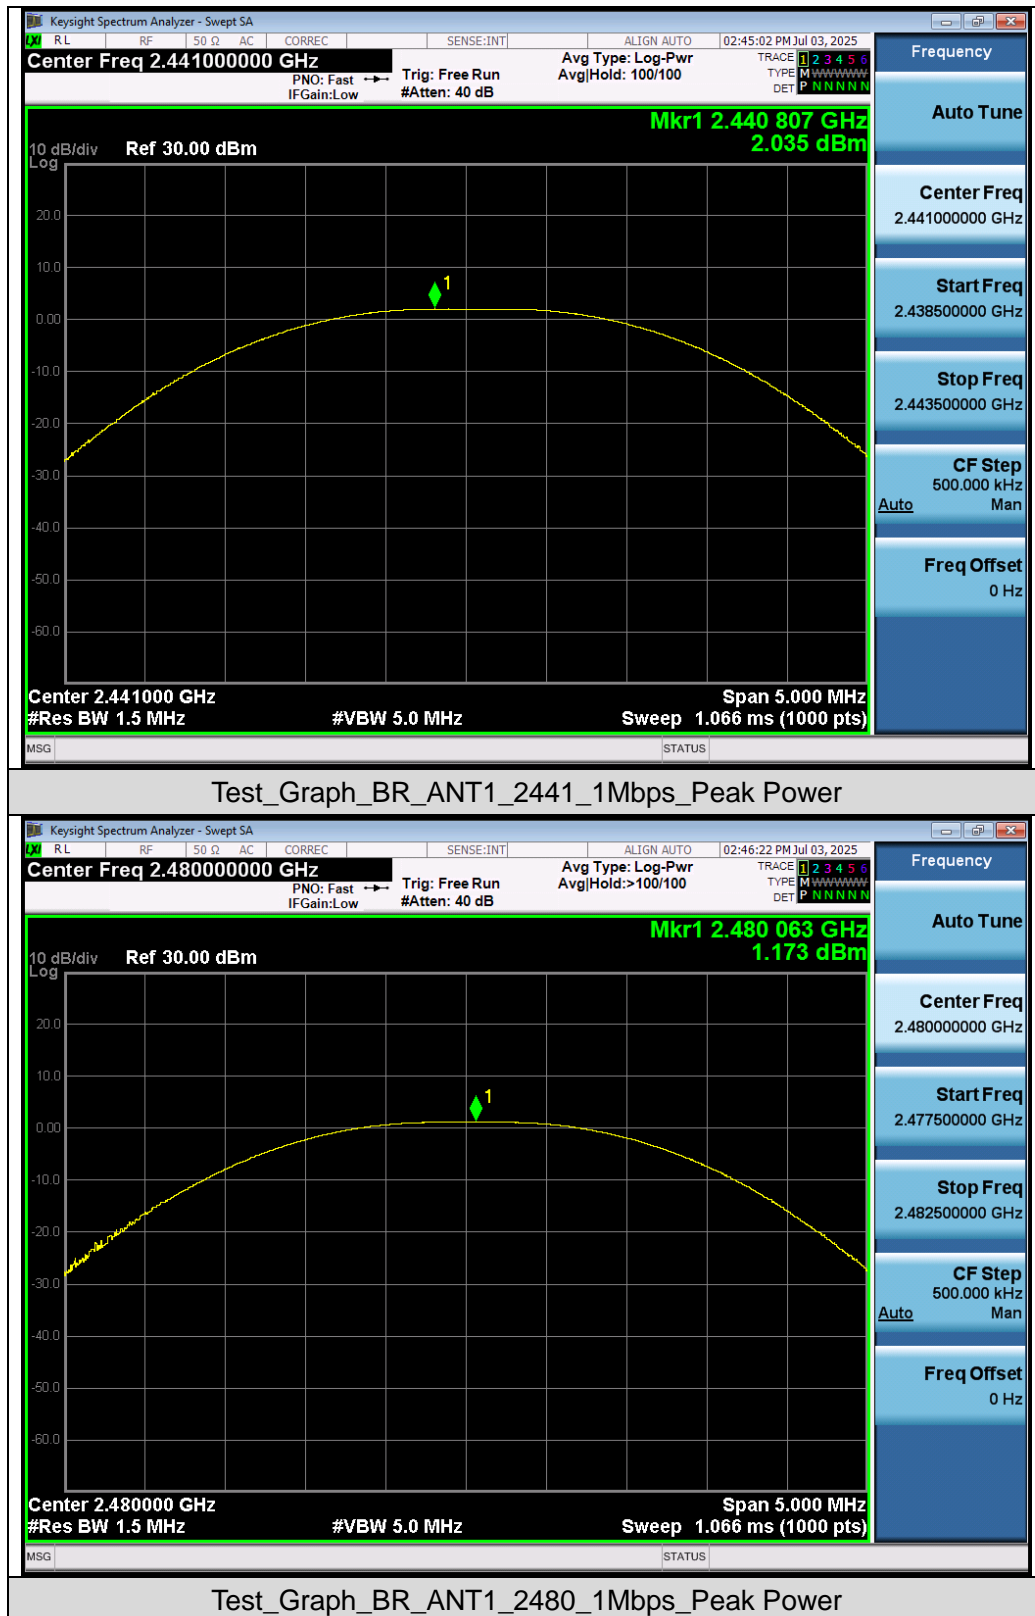 Keysight Spectrum Analyzer - Swept SA
LXI RL RF 50 Ω AC CORREC SENSE:INT ALIGN AUTO 02:45:02 PM Jul 03, 2025
Center Freq 2.441000000 GHz
PNO: Fast
IFGain:Low
Trig: Free Run
#Atten: 40 dB
Avg Type: Log-Pwr
Avg|Hold: 100/100
TRACE 1 2 3 4 5 6
TYPE M WWWWW
DET P N N N N N
Mkr1 2.440 807 GHz
2.035 dBm
10 dB/div Ref 30.00 dBm
Log
20.0
10.0
1
0.00
-10.0
-20.0
-30.0
-40.0
-50.0
-60.0
Center 2.441000 GHz Span 5.000 MHz
#Res BW 1.5 MHz #VBW 5.0 MHz Sweep 1.066 ms (1000 pts)
MSG STATUS
Frequency
Auto Tune
Center Freq
2.441000000 GHz
Start Freq
2.438500000 GHz
Stop Freq
2.443500000 GHz
CF Step
500.000 kHz
Auto Man
Freq Offset
0 Hz
Test_Graph_BR_ANT1_2441_1Mbps_Peak Power
Keysight Spectrum Analyzer - Swept SA
LXI RL RF 50 Ω AC CORREC SENSE:INT ALIGN AUTO 02:46:22 PM Jul 03, 2025
Center Freq 2.480000000 GHz
PNO: Fast
IFGain:Low
Trig: Free Run
#Atten: 40 dB
Avg Type: Log-Pwr
Avg|Hold:>100/100
TRACE 1 2 3 4 5 6
TYPE M WWWWW
DET P N N N N N
Mkr1 2.480 063 GHz
1.173 dBm
10 dB/div Ref 30.00 dBm
Log
20.0
10.0
1
0.00
-10.0
-20.0
-30.0
-40.0
-50.0
-60.0
Center 2.480000 GHz Span 5.000 MHz
#Res BW 1.5 MHz #VBW 5.0 MHz Sweep 1.066 ms (1000 pts)
MSG STATUS
Frequency
Auto Tune
Center Freq
2.480000000 GHz
Start Freq
2.477500000 GHz
Stop Freq
2.482500000 GHz
CF Step
500.000 kHz
Auto Man
Freq Offset
0 Hz
Test_Graph_BR_ANT1_2480_1Mbps_Peak Power